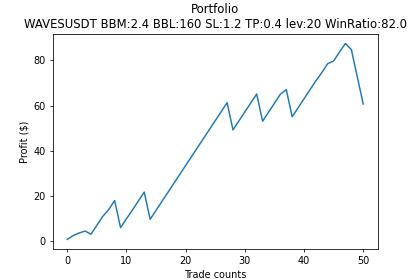 Portfolio
WAVESUSDT BBM:2.4 BBL:160 SL:1.2 TP:0.4 lev:20 WinRatio:82.0
Profit ($)
80
60
40
20
0
0 10 20 30 40 50
Trade counts